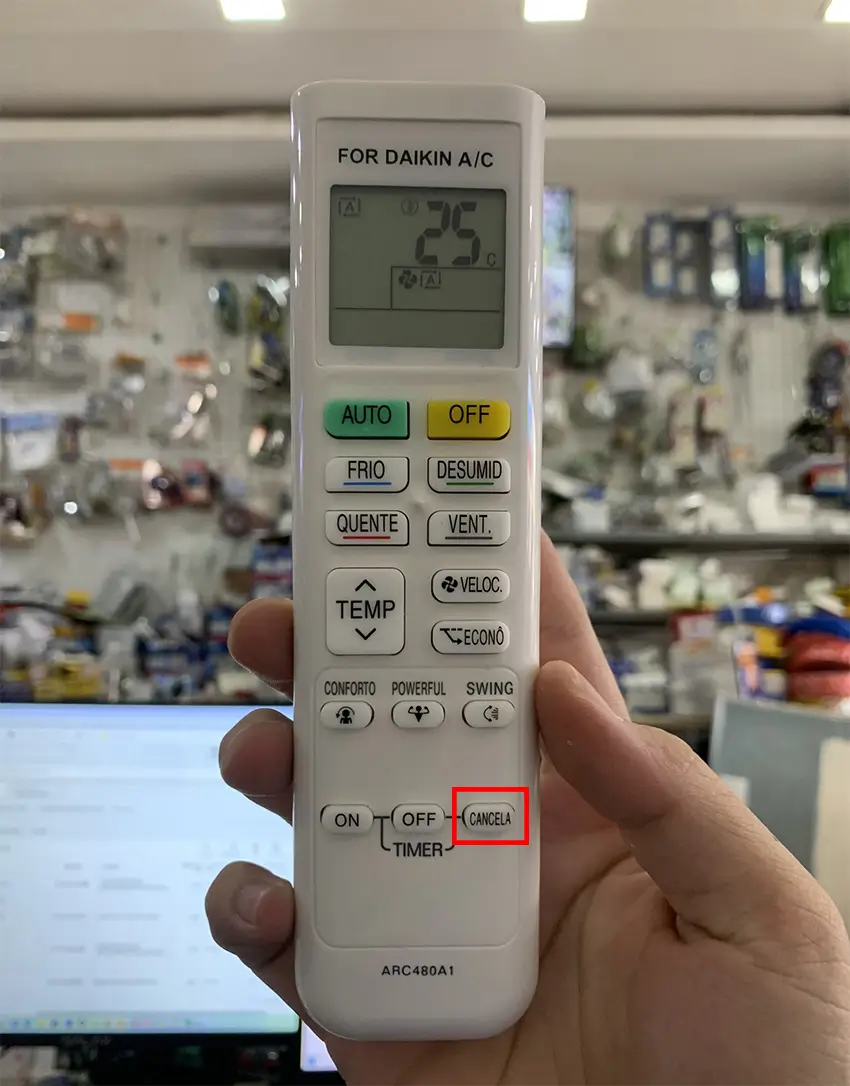 FOR DAIKIN A/C
A
25 C
A
AUTO OFF
FRIO DESUMID
QUENTE VENT.
TEMP VELOC.
ECONÔ
CONFORTO POWERFUL SWING
ON OFF CANCELA
TIMER
ARC480A1